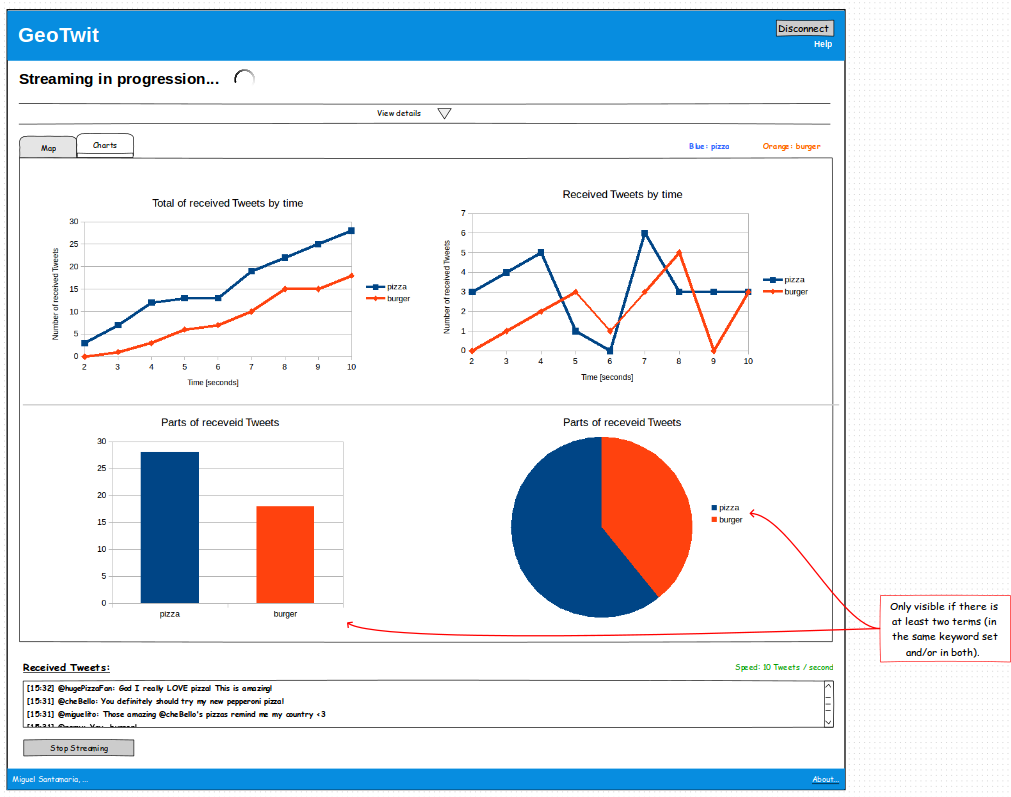 GeoTwit
Disconnect
Help
Streaming in progression...
View details
Map
Charts
Blue: pizza
Orange: burger
Total of received Tweets by time
Number of received Tweets
30
25
20
15
10
5
0
2 3 4 5 6 7 8 9 10
Time [seconds]
pizza
burger
Received Tweets by time
Number of received Tweets
7
6
5
4
3
2
1
0
2 3 4 5 6 7 8 9 10
Time [seconds]
pizza
burger
Parts of receveid Tweets
30
25
20
15
10
5
0
pizza
burger
Parts of receveid Tweets
pizza
burger
Only visible if there is
at least two terms (in
the same keyword set
and/or in both).
Received Tweets:
Speed: 10 Tweets / second
[15:32] @hugePizzaFan: God I really LOVE pizza! This is amazing!
[15:31] @cheBello: You definitely should try my new pepperoni pizza!
[15:31] @miguelito: Those amazing @cheBello's pizzas remind me my country <3
Stop Streaming
Miguel Santamaria, ...
About...